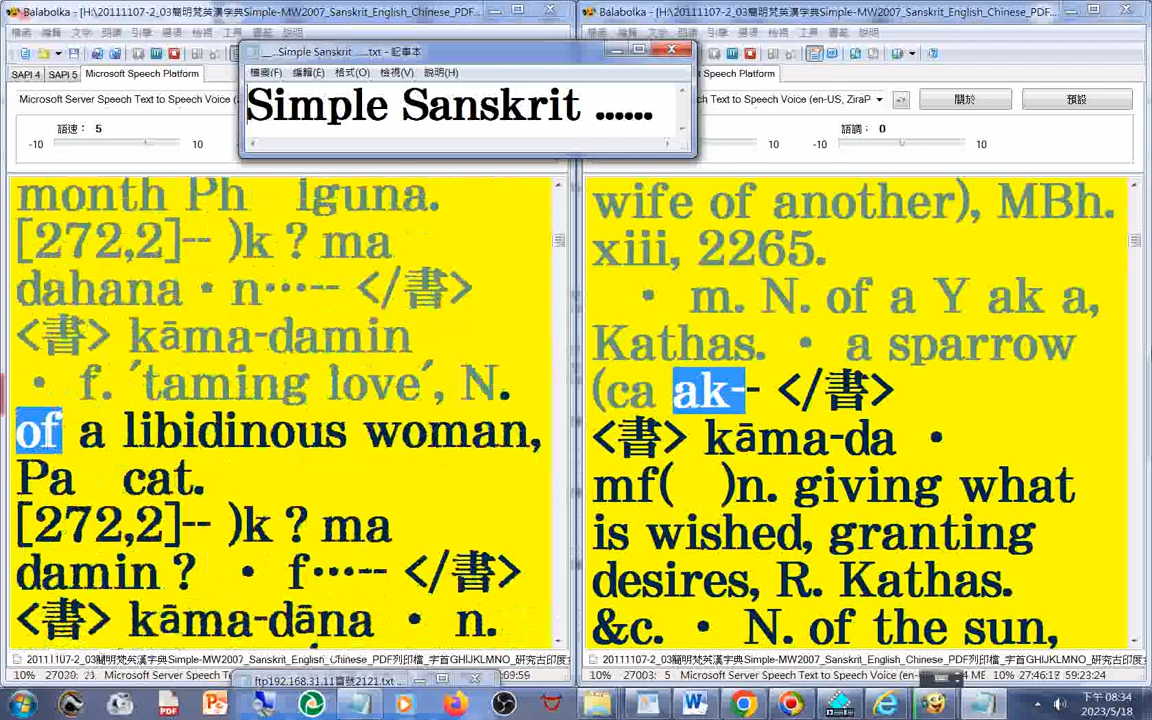 Balabolka - [H:\20111107-2_03簡明梵英漢字典Simple-MW2007_Sanskrit_English_Chinese_PDF...
Balabolka - [H:\20111107-2_03簡明梵英漢字典Simple-MW2007_Sanskrit_English_Chinese_PDF...
__...Simple Sanskrit ......txt - 記事本
檔案(F) 編輯(E) 格式(O) 檢視(V) 說明(H)
Simple Sanskrit ......
SAPI 4 SAPI 5 Microsoft Speech Platform
Microsoft Server Speech Text to Speech Voice
語速： 5
-10 10
ch Text to Speech Voice (en-US, ZiraP
關於 預設
語調： 0
10 -10 10
month Ph lguna.
[272,2]-- )k ? ma
dahana • n…-- </書>
<書> kāma-damin
• f. ´taming love´, N.
of a libidinous woman,
Pa cat.
[272,2]-- )k ? ma
damin ? • f…-- </書>
<書> kāma-dāna • n.
wife of another), MBh.
xiii, 2265.
• m. N. of a Y ak a,
Kathas. • a sparrow
(ca ak-- </書>
<書> kāma-da •
mf( )n. giving what
is wished, granting
desires, R. Kathas.
&c. • N. of the sun,
20111107-2_03簡明梵英漢字典Simple-MW2007_Sanskrit_English_Chinese_PDF列印檔_字首GHIJKLMNO_研究古印度
20111107-2_03簡明梵英漢字典Simple-MW2007_Sanskrit_English_Chinese_PDF列印檔_字首GHIJKLMNO_研究古印度
10% Microsoft Server Speech Text to Speech Voice
10% 27003: 5 Microsoft Server Speech Text to Speech Voice (en- 10% 59:23:24
下午 08:34
2023/5/18